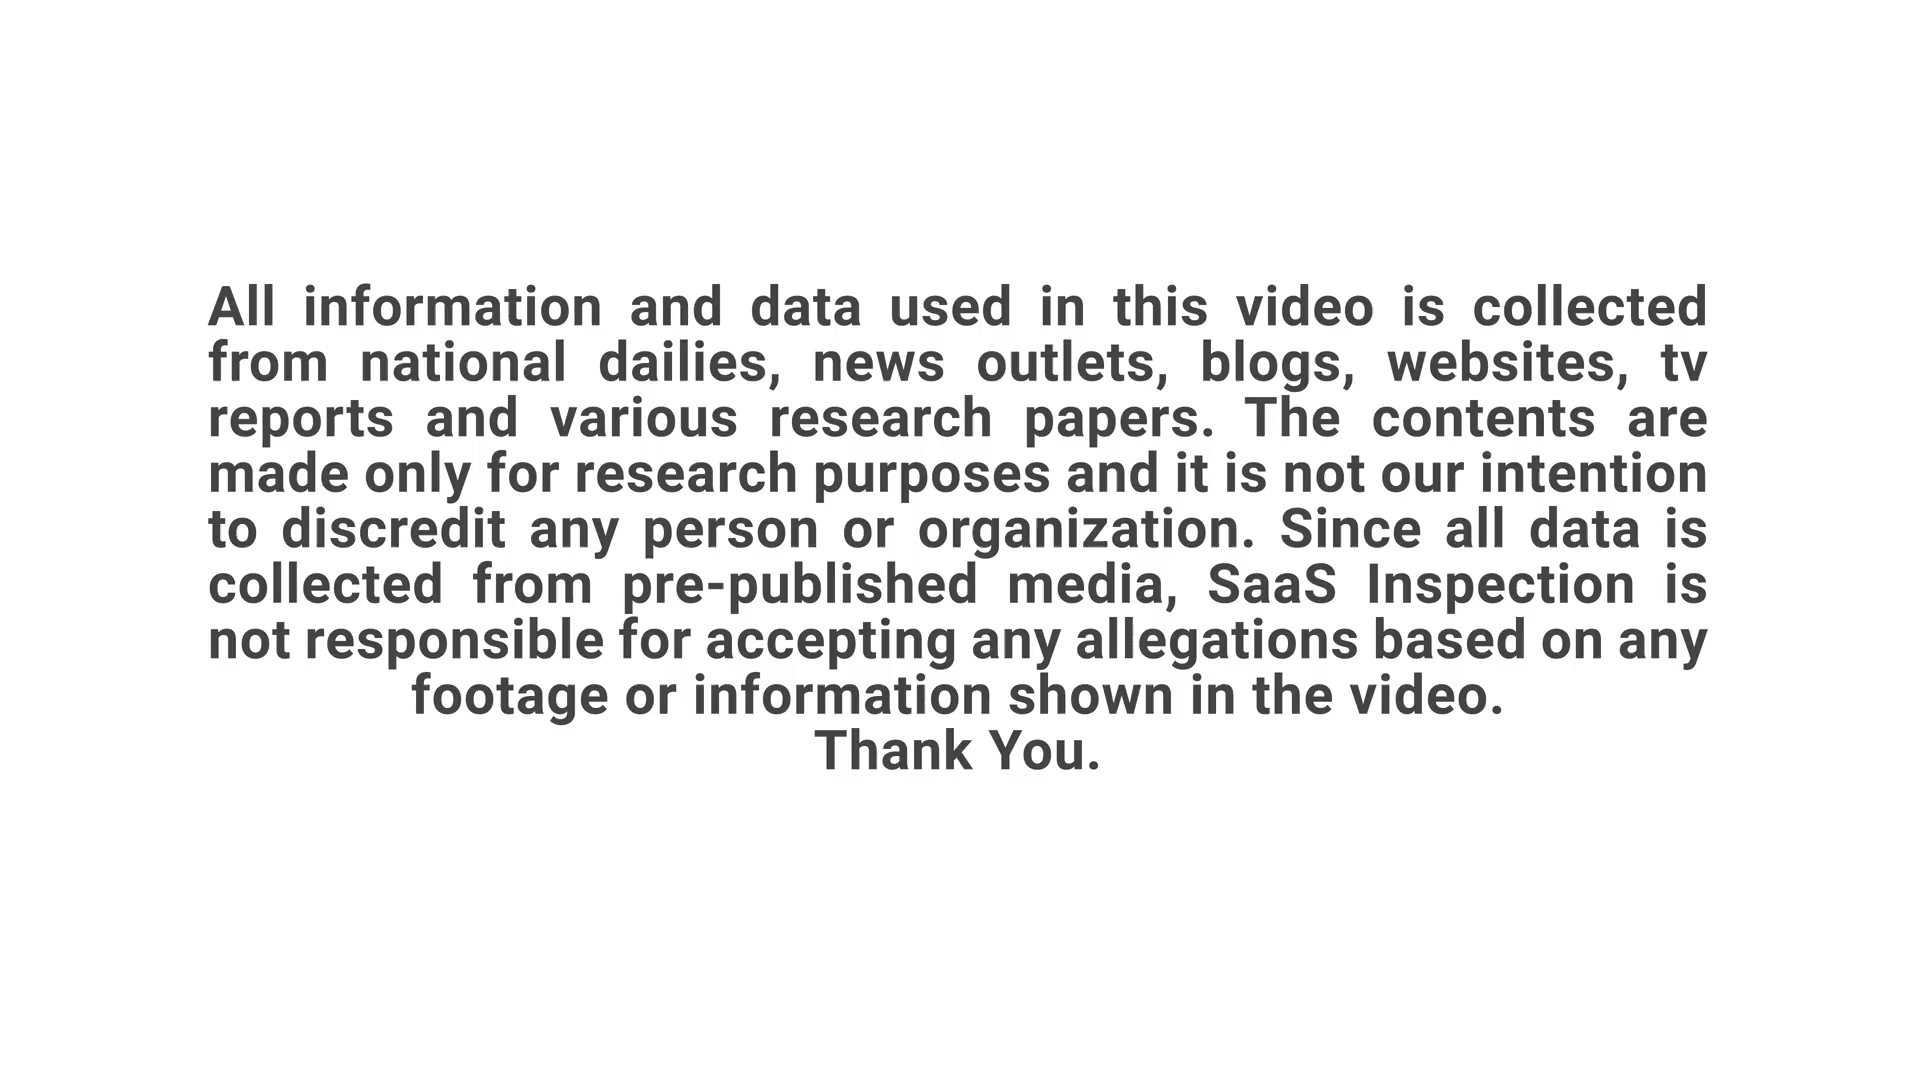 All information and data used in this video is collected
from national dailies, news outlets, blogs, websites, tv
reports and various research papers. The contents are
made only for research purposes and it is not our intention
to discredit any person or organization. Since all data is
collected from pre-published media, SaaS Inspection is
not responsible for accepting any allegations based on any
footage or information shown in the video.
Thank You.